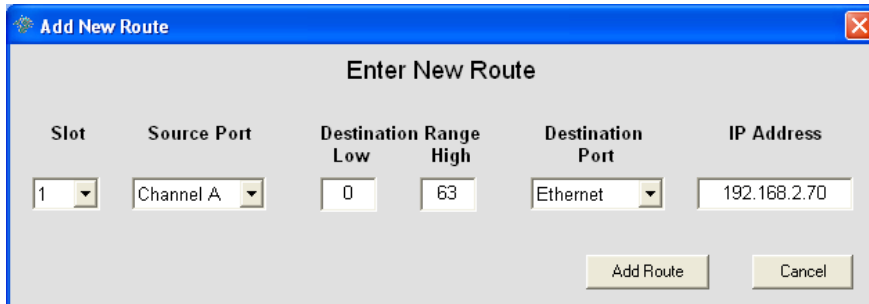 Add New Route
Enter New Route
Slot Source Port Destination Range Destination IP Address
Low High Port
1 Channel A 0 63 Ethernet 192.168.2.70
Add Route Cancel